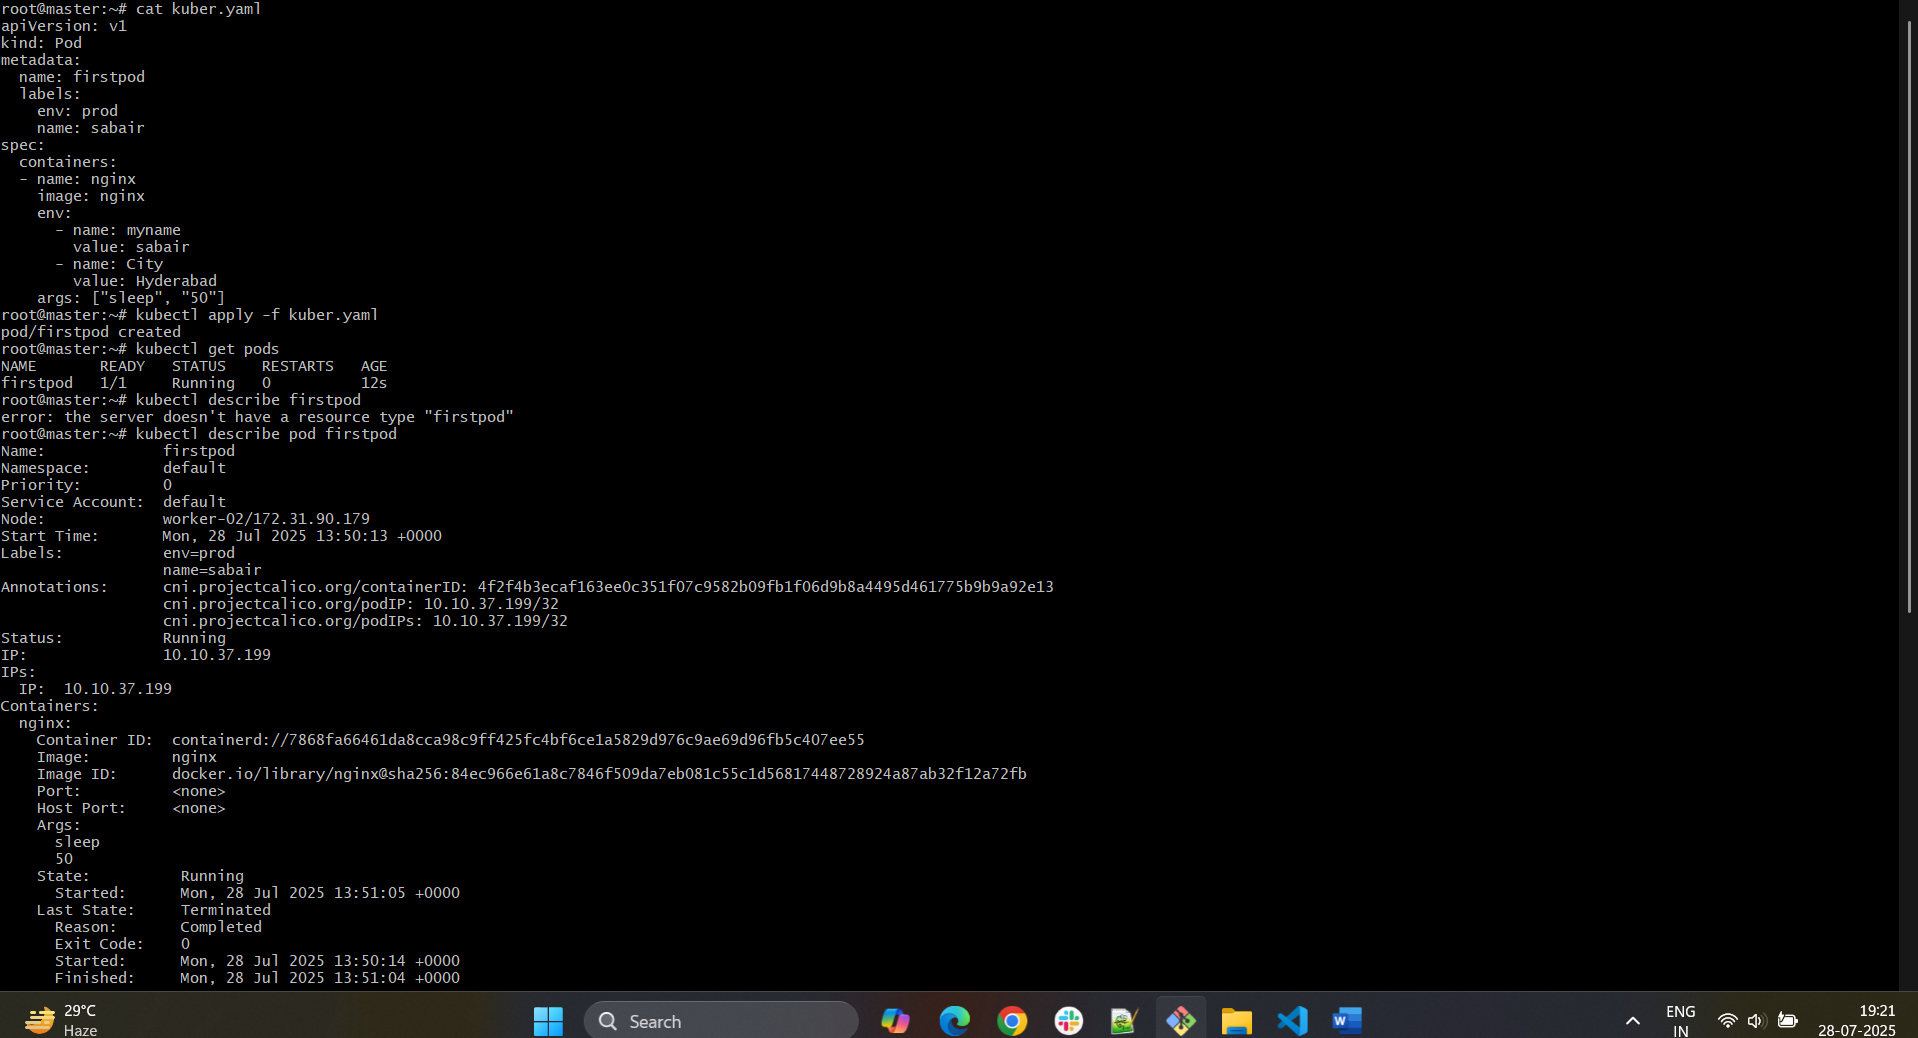 root@master:~# cat kuber.yaml
apiVersion: v1
kind: Pod
metadata:
  name: firstpod
  labels:
    env: prod
    name: sabair
spec:
  containers:
  - name: nginx
    image: nginx
    env:
      - name: myname
        value: sabair
      - name: City
        value: Hyderabad
    args: ["sleep", "50"]
root@master:~# kubectl apply -f kuber.yaml
pod/firstpod created
root@master:~# kubectl get pods
NAME       READY   STATUS    RESTARTS   AGE
firstpod   1/1     Running   0          12s
root@master:~# kubectl describe firstpod
error: the server doesn't have a resource type "firstpod"
root@master:~# kubectl describe pod firstpod
Name:             firstpod
Namespace:        default
Priority:         0
Service Account:  default
Node:             worker-02/172.31.90.179
Start Time:       Mon, 28 Jul 2025 13:50:13 +0000
Labels:           env=prod
                  name=sabair
Annotations:      cni.projectcalico.org/containerID: 4f2f4b3ecaf163ee0c351f07c9582b09fb1f06d9b8a4495d461775b9b9a92e13
                  cni.projectcalico.org/podIP: 10.10.37.199/32
                  cni.projectcalico.org/podIPs: 10.10.37.199/32
Status:           Running
IP:               10.10.37.199
IPs:
  IP:  10.10.37.199
Containers:
  nginx:
    Container ID:  containerd://7868fa66461da8cca98c9ff425fc4bf6ce1a5829d976c9ae69d96fb5c407ee55
    Image:         nginx
    Image ID:      docker.io/library/nginx@sha256:84ec966e61a8c7846f509da7eb081c55c1d56817448728924a87ab32f12a72fb
    Port:          <none>
    Host Port:     <none>
    Args:
      sleep
      50
    State:          Running
      Started:      Mon, 28 Jul 2025 13:51:05 +0000
    Last State:     Terminated
      Reason:       Completed
      Exit Code:    0
      Started:      Mon, 28 Jul 2025 13:50:14 +0000
      Finished:     Mon, 28 Jul 2025 13:51:04 +0000
29°C
Haze
Search
ENG
IN
19:21
28-07-2025